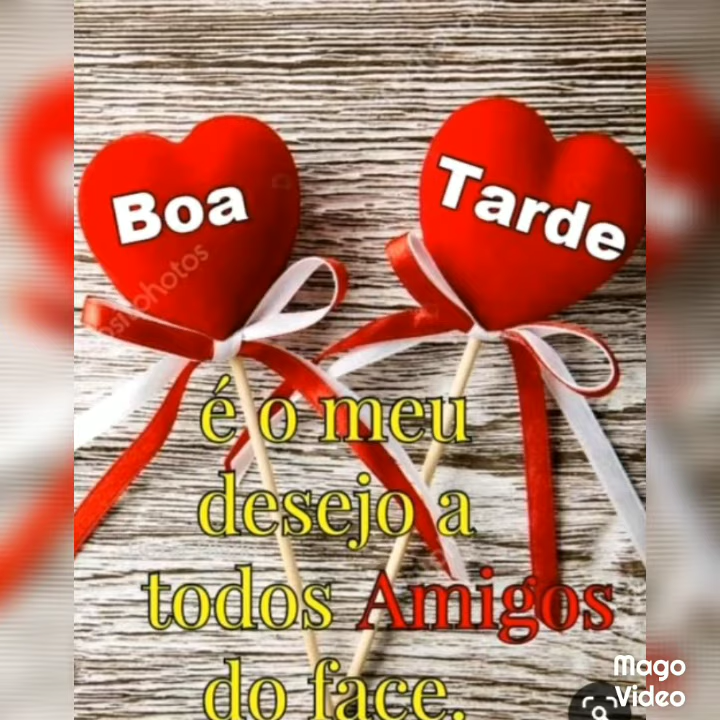 Boa
Tarde
é o meu
desejo a
todos Amigos
do face.
Mago
Video